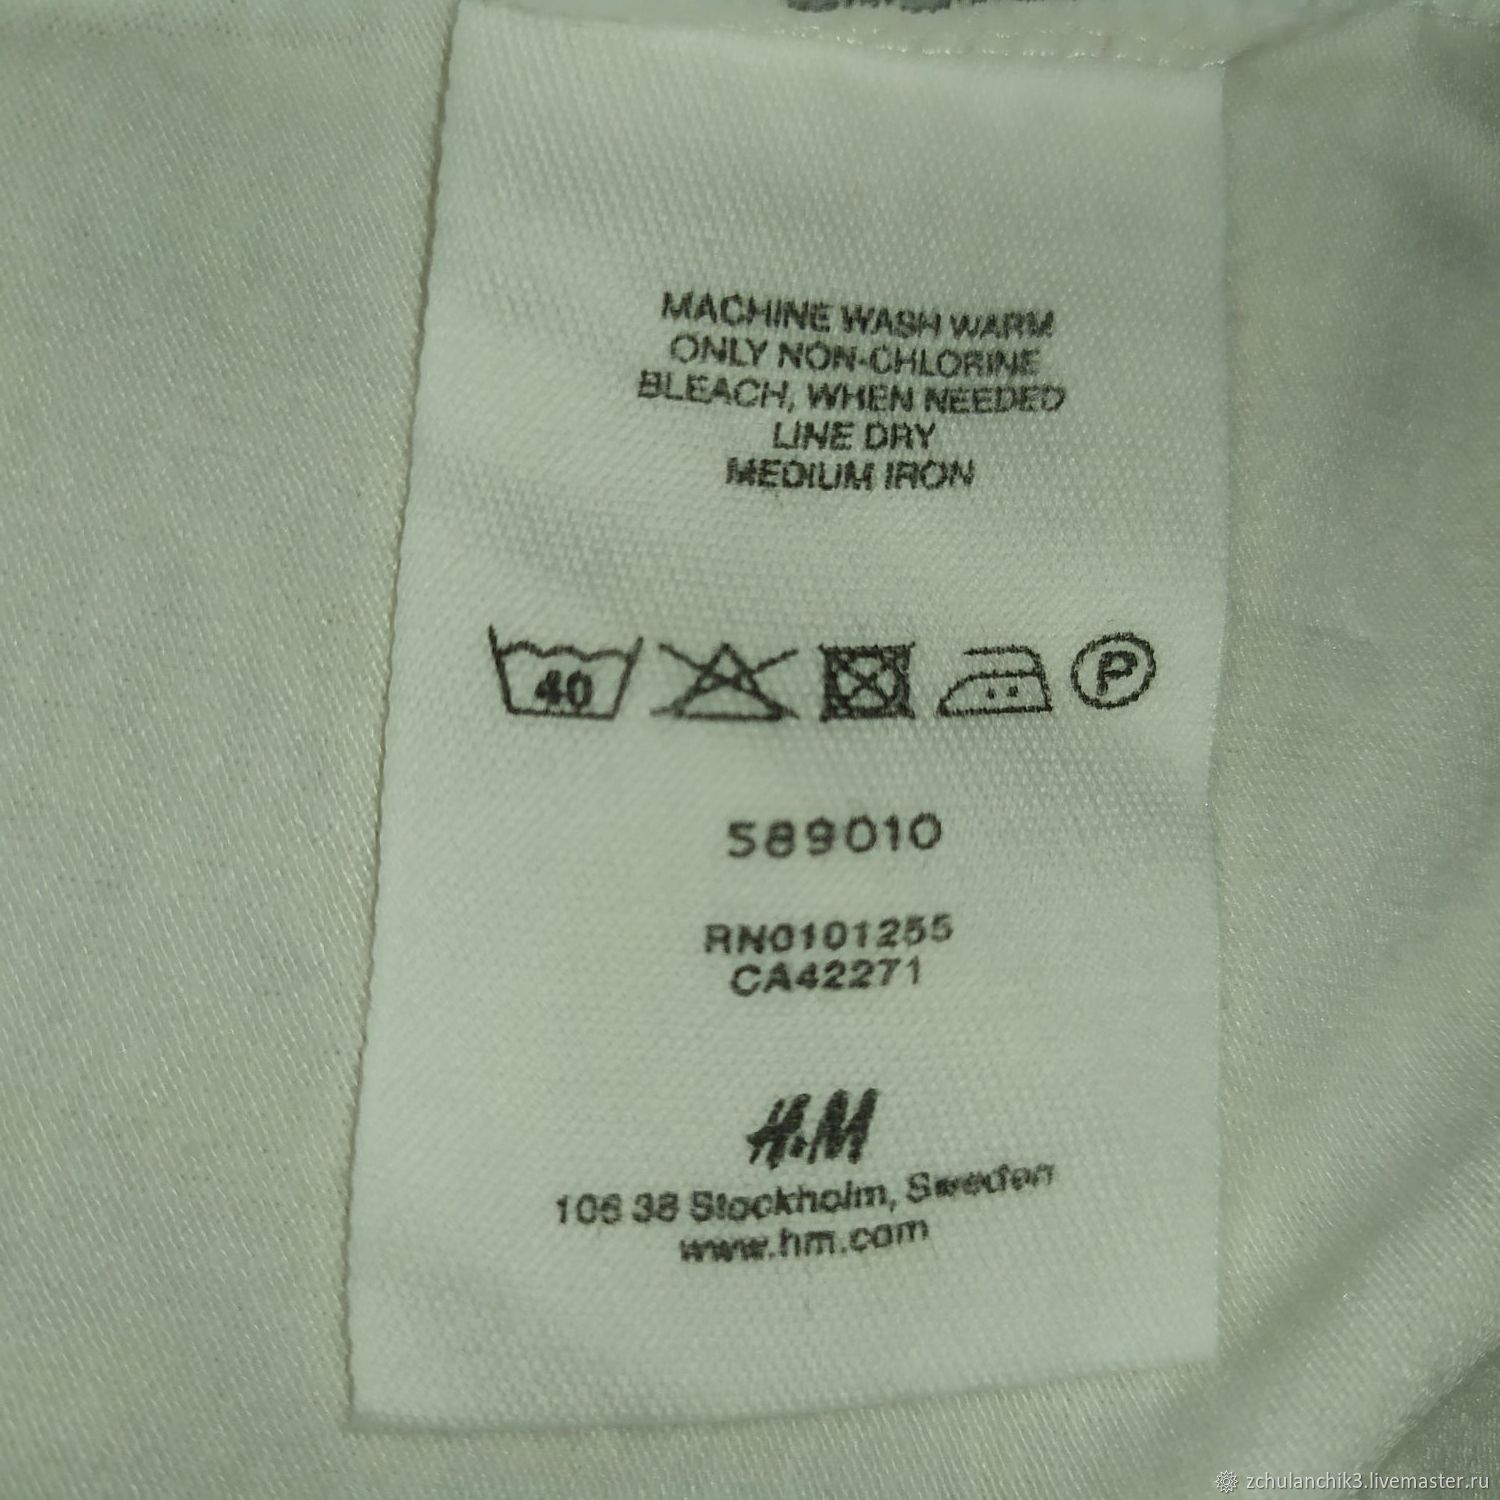 MACHINE WASH WARM
ONLY NON-CHLORINE
BLEACH, WHEN NEEDED
LINE DRY
MEDIUM IRON
40 P
589010
RN0101255
CA42271
H&M
106 38 Stockholm, Sweden
www.hm.com
zchulanchik3.livemaster.ru